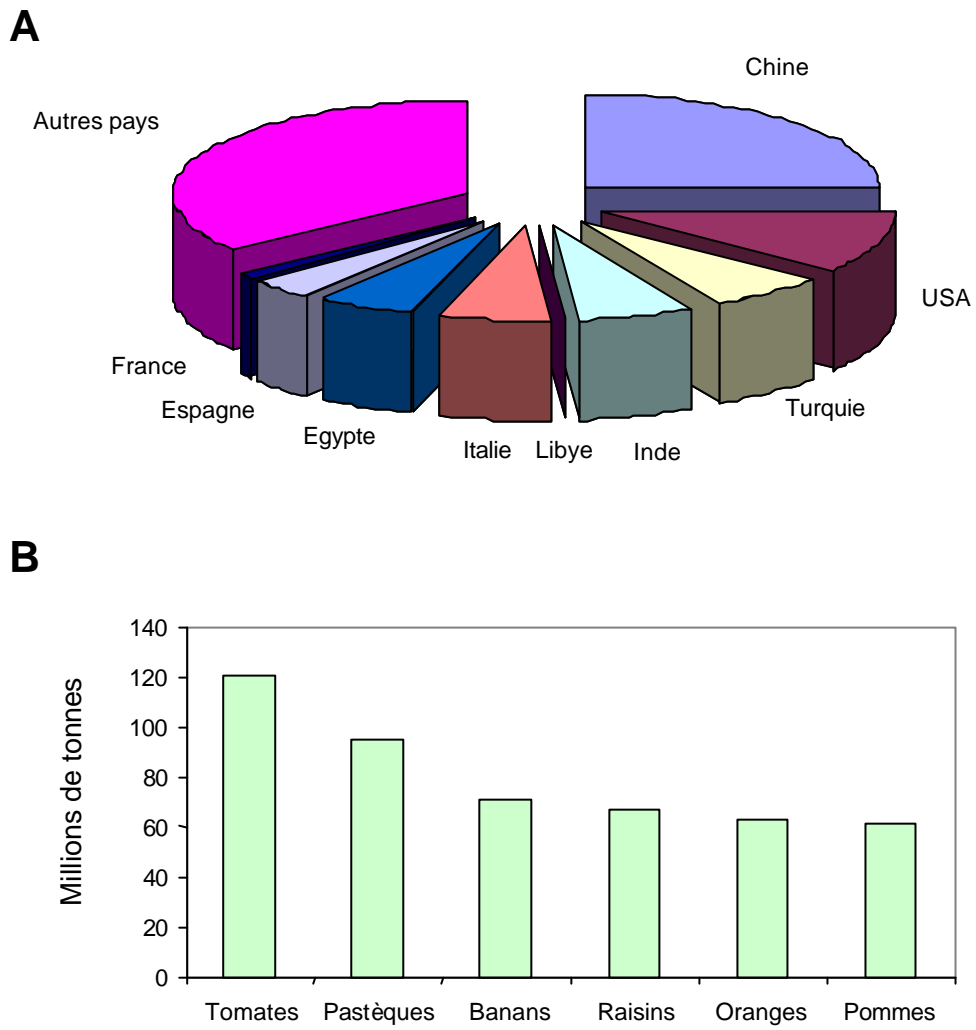 A
Chine
Autres pays
USA
France
Espagne
Egypte
Italie
Libye
Inde
Turquie
B
Millions de tonnes
140
120
100
80
60
40
20
0
Tomates
Pastèques
Banans
Raisins
Oranges
Pommes